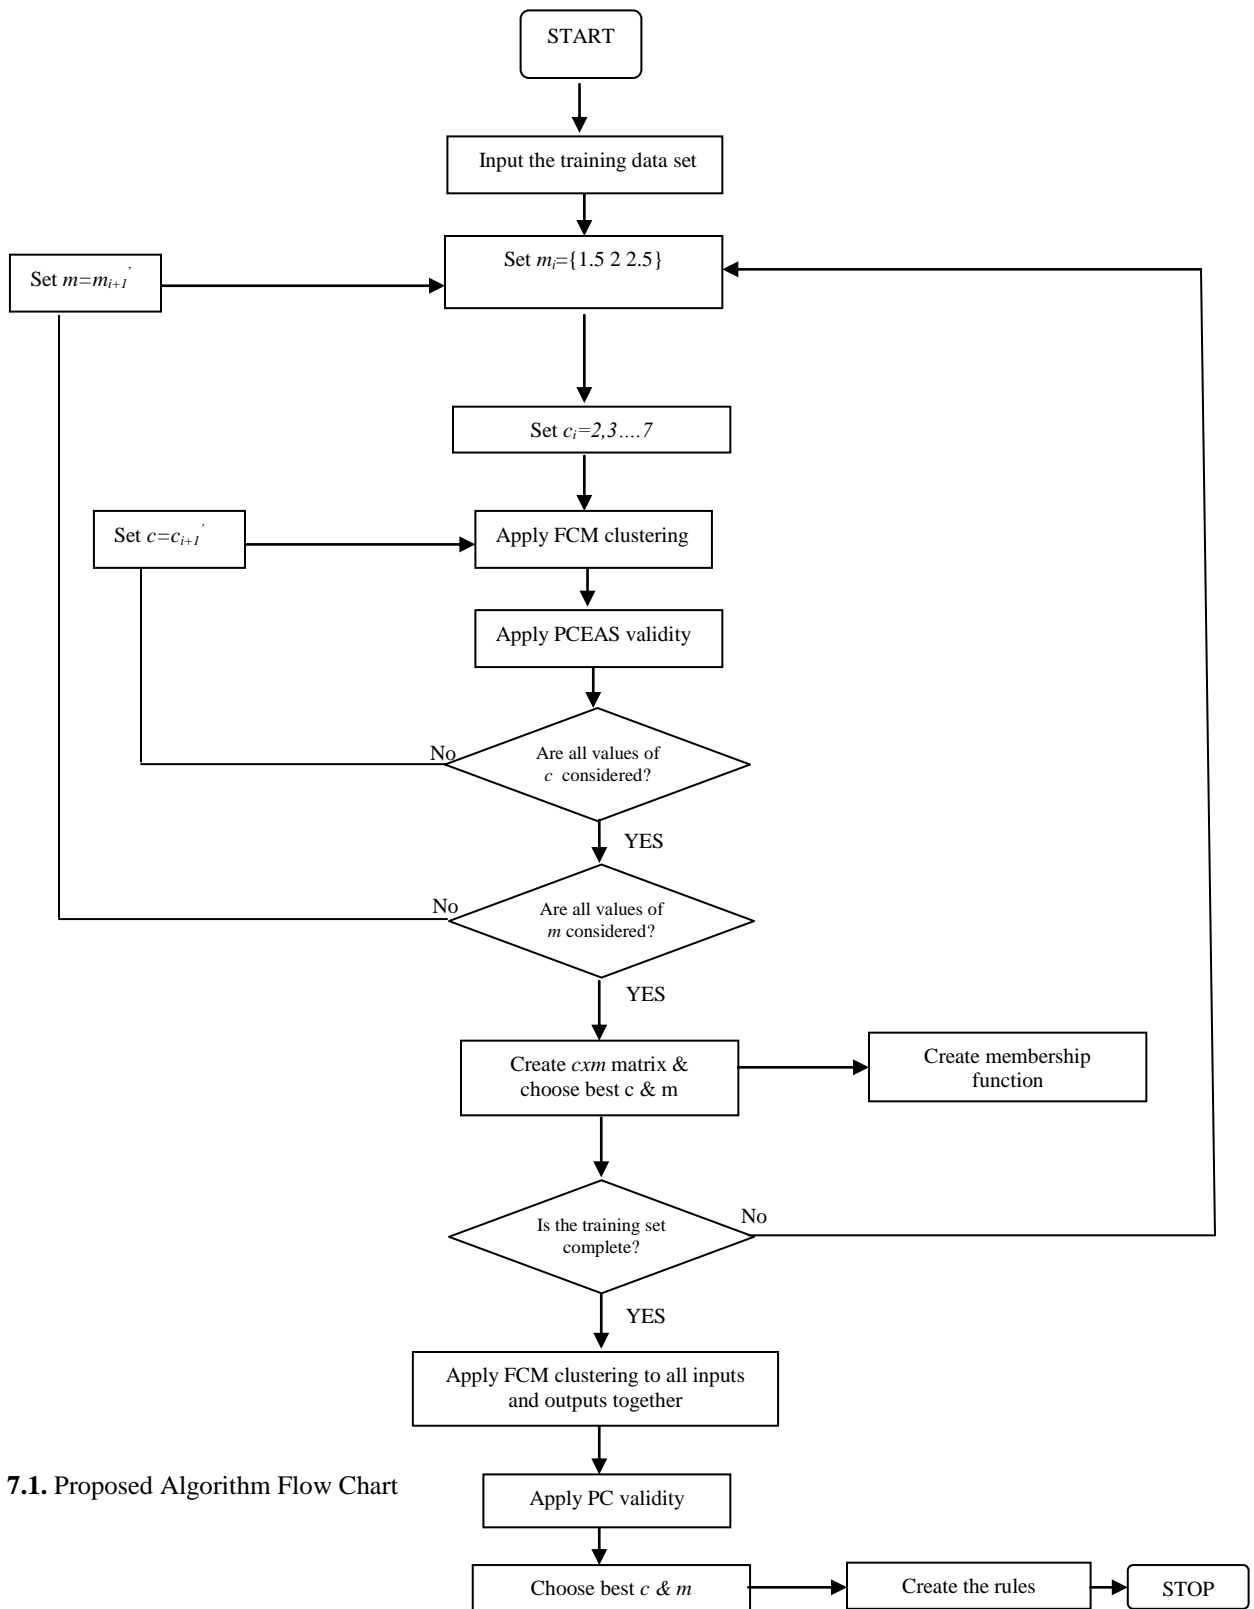 START
Input the training data set
Set mi={1.5 2 2.5}
Set m=mi+1’
Set ci=2,3….7
Set c=ci+1’
Apply FCM clustering
Apply PCEAS validity
No
Are all values of
c considered?
YES
No
Are all values of
m considered?
YES
Create cxm matrix &
choose best c & m
Create membership
function
Is the training set
complete?
No
YES
Apply FCM clustering to all inputs
and outputs together
7.1. Proposed Algorithm Flow Chart
Apply PC validity
Choose best c & m
Create the rules
STOP